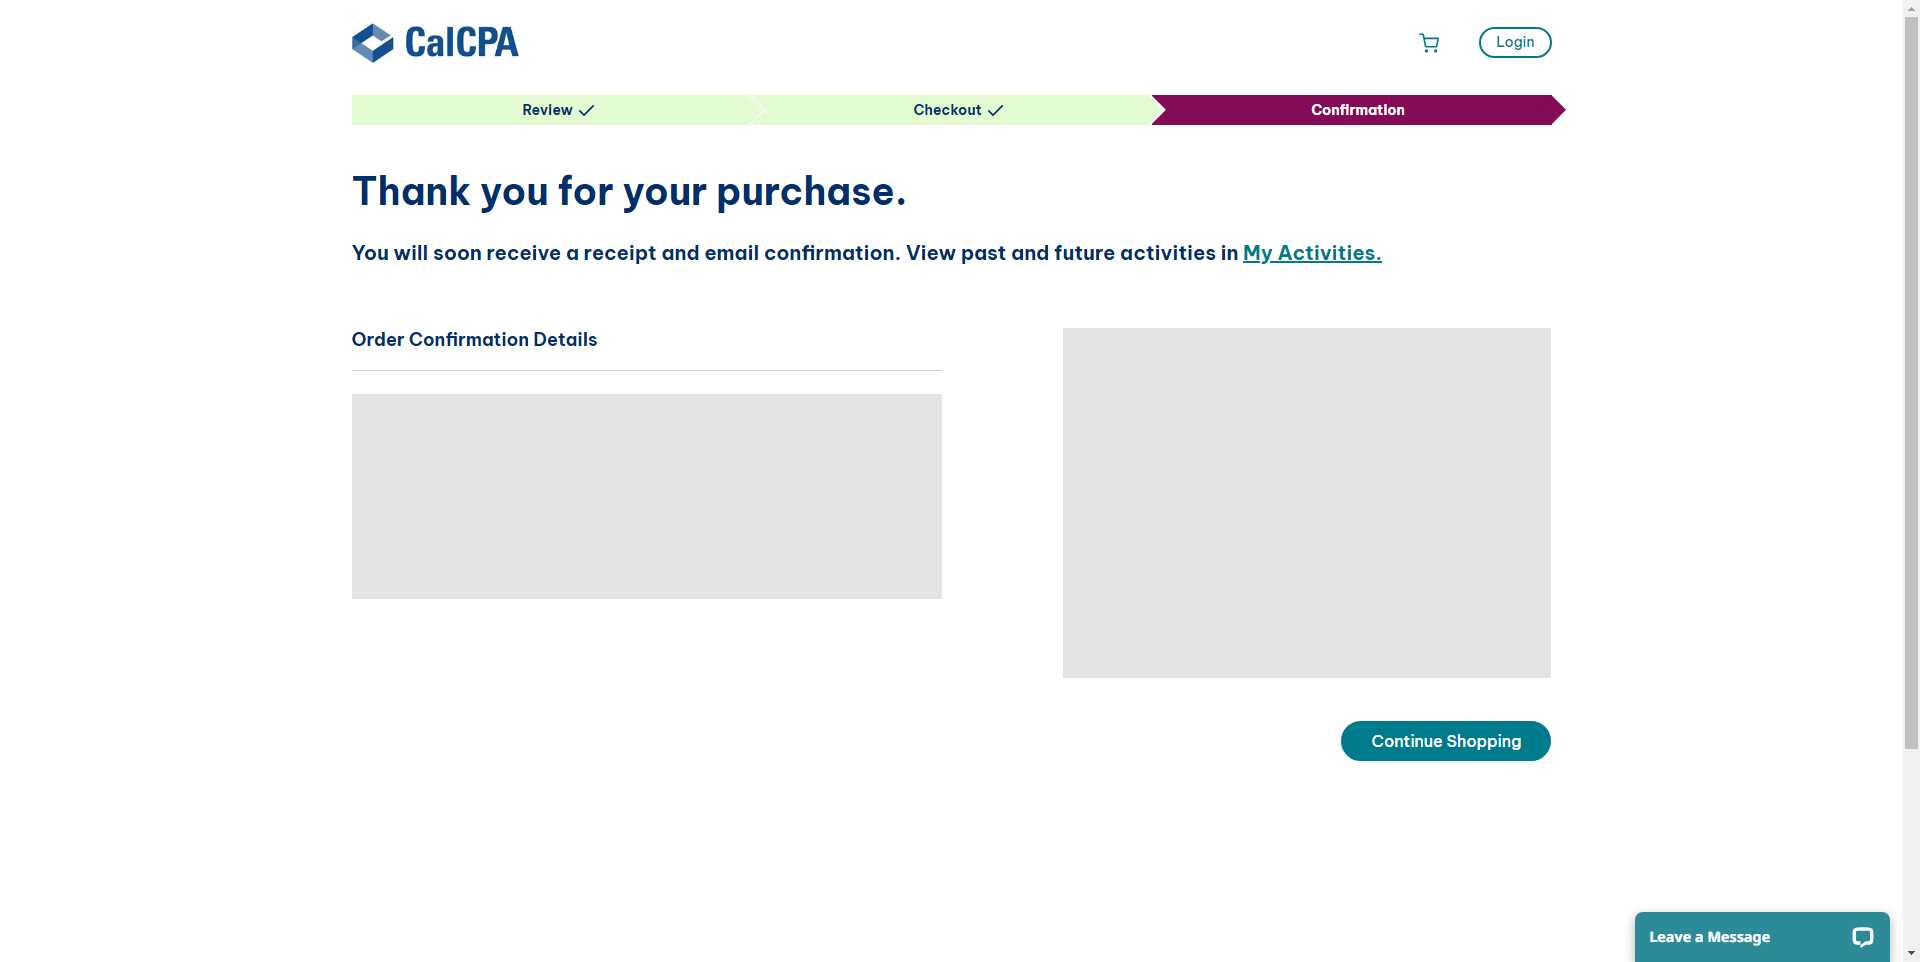 CalCPA
Login
Review
Checkout
Confirmation
Thank you for your purchase.
You will soon receive a receipt and email confirmation. View past and future activities in My Activities.
Order Confirmation Details
Continue Shopping
Leave a Message